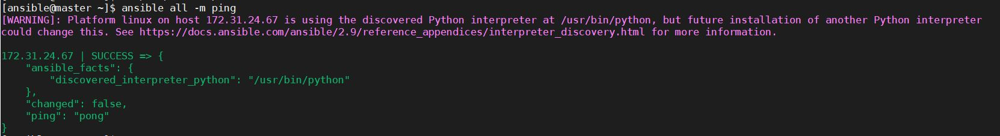 [ansible@master ~]$ ansible all -m ping
[WARNING]: Platform linux on host 172.31.24.67 is using the discovered Python interpreter at /usr/bin/python, but future installation of another Python interpreter
could change this. See https://docs.ansible.com/ansible/2.9/reference_appendices/interpreter_discovery.html for more information.
172.31.24.67 | SUCCESS => {
    "ansible_facts": {
        "discovered_interpreter_python": "/usr/bin/python"
    },
    "changed": false,
    "ping": "pong"
}